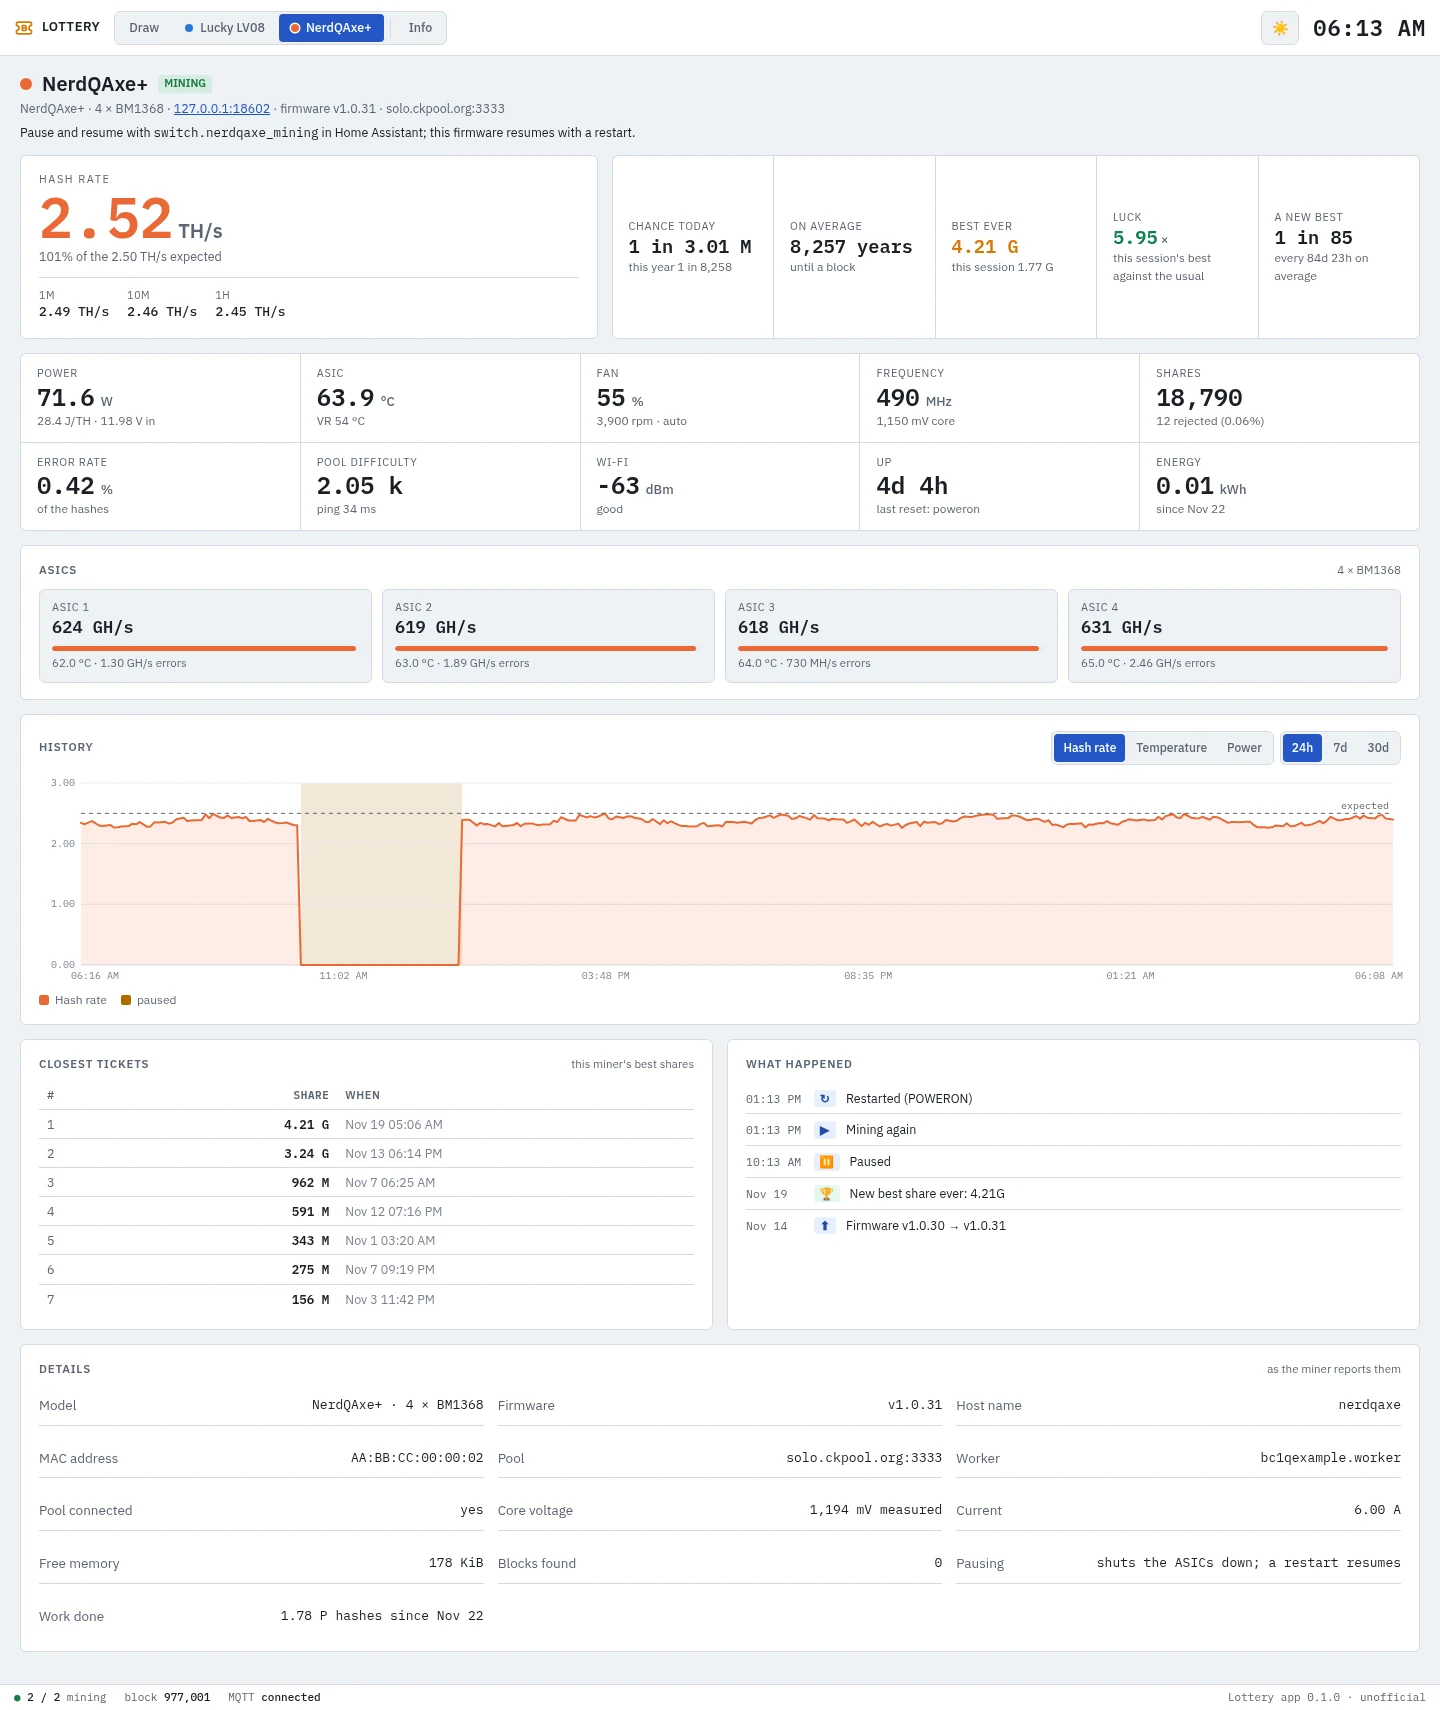 LOTTERY Draw Lucky LV08 NerdQAxe+ Info 06:13 AM
NerdQAxe+ MINING
NerdQAxe+ · 4 × BM1368 · 127.0.0.1:18602 · firmware v1.0.31 · solo.ckpool.org:3333
Pause and resume with switch.nerdqaxe_mining in Home Assistant; this firmware resumes with a restart.
HASH RATE
2.52 TH/s
101% of the 2.50 TH/s expected
1M 10M 1H
2.49 TH/s 2.46 TH/s 2.45 TH/s
CHANCE TODAY
1 in 3.01 M
this year 1 in 8,258
ON AVERAGE
8,257 years
until a block
BEST EVER
4.21 G
this session 1.77 G
LUCK
5.95 ×
this session's best
against the usual
A NEW BEST
1 in 85
every 84d 23h on
average
POWER
71.6 W
28.4 J/TH · 11.98 V in
ASIC
63.9 °C
VR 54 °C
FAN
55 %
3,900 rpm · auto
FREQUENCY
490 MHz
1,150 mV core
SHARES
18,790
12 rejected (0.06%)
ERROR RATE
0.42 %
of the hashes
POOL DIFFICULTY
2.05 k
ping 34 ms
WI-FI
-63 dBm
good
UP
4d 4h
last reset: poweron
ENERGY
0.01 kWh
since Nov 22
ASICS 4 × BM1368
ASIC 1
624 GH/s
62.0 °C · 1.30 GH/s errors
ASIC 2
619 GH/s
63.0 °C · 1.89 GH/s errors
ASIC 3
618 GH/s
64.0 °C · 730 MH/s errors
ASIC 4
631 GH/s
65.0 °C · 2.46 GH/s errors
HISTORY Hash rate Temperature Power 24h 7d 30d
3.00
expected
2.00
1.00
0.00
06:16 AM 11:02 AM 03:48 PM 08:35 PM 01:21 AM 06:08 AM
Hash rate paused
CLOSEST TICKETS this miner's best shares
# SHARE WHEN
1 4.21 G Nov 19 05:06 AM
2 3.24 G Nov 13 06:14 PM
3 962 M Nov 7 06:25 AM
4 591 M Nov 12 07:16 PM
5 343 M Nov 1 03:20 AM
6 275 M Nov 7 09:19 PM
7 156 M Nov 3 11:42 PM
WHAT HAPPENED
01:13 PM ↻ Restarted (POWERON)
01:13 PM ▶ Mining again
10:13 AM ⏸ Paused
Nov 19 🏆 New best share ever: 4.21G
Nov 14 ⬆ Firmware v1.0.30 → v1.0.31
DETAILS as the miner reports them
Model NerdQAxe+ · 4 × BM1368 Firmware v1.0.31 Host name nerdqaxe
MAC address AA:BB:CC:00:00:02 Pool solo.ckpool.org:3333 Worker bc1qexample.worker
Pool connected yes Core voltage 1,194 mV measured Current 6.00 A
Free memory 178 KiB Blocks found 0 Pausing shuts the ASICs down; a restart resumes
Work done 1.78 P hashes since Nov 22
2 / 2 mining block 977,001 MQTT connected Lottery app 0.1.0 · unofficial